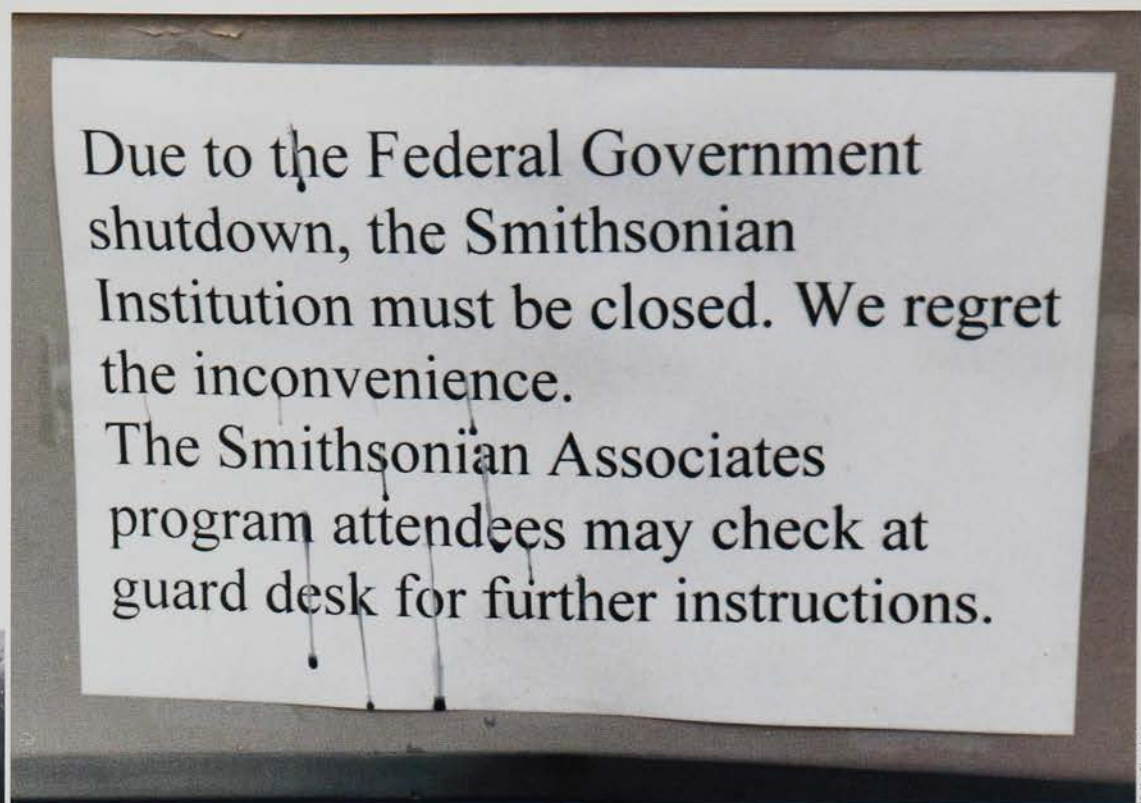 Due to the Federal Government
shutdown, the Smithsonian
Institution must be closed. We regret
the inconvenience.
The Smithsonian Associates
program attendees may check at
guard desk for further instructions.